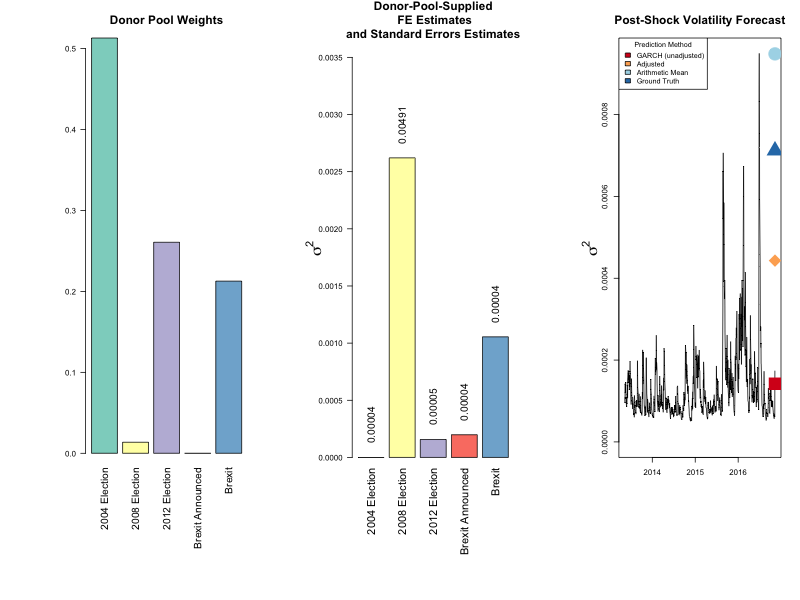 Donor Pool Weights
0.5
0.4
0.3
0.2
0.1
0.0
2004 Election
2008 Election
2012 Election
Brexit Announced
Brexit
Donor-Pool-Supplied
FE Estimates
and Standard Errors Estimates
σ2
0.0035
0.0030
0.0025
0.0020
0.0015
0.0010
0.0005
0.0000
0.00004
0.00491
0.00005
0.00004
0.00004
2004 Election
2008 Election
2012 Election
Brexit Announced
Brexit
Post-Shock Volatility Forecast
σ2
Prediction Method
GARCH (unadjusted)
Adjusted
Arithmetic Mean
Ground Truth
0.0008
0.0006
0.0004
0.0002
0.0000
2014
2015
2016